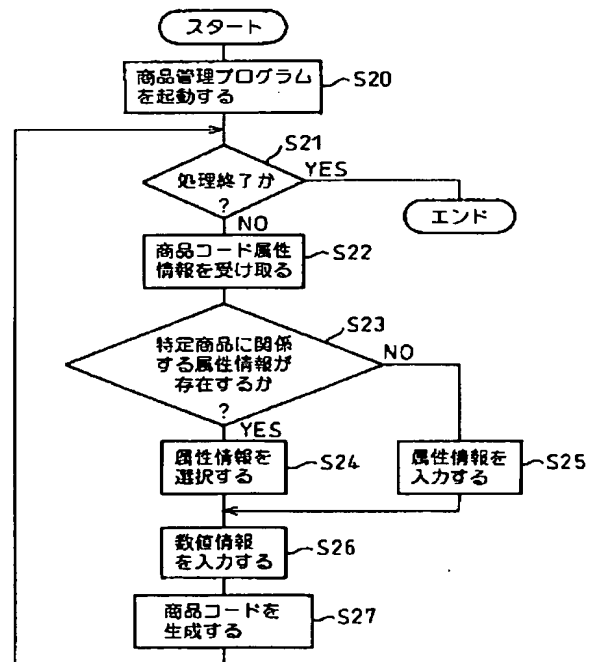 スタート
商品管理プログラム
を起動する
S20
S21
処理終了か
?
YES
エンド
NO
商品コード属性
情報を受け取る
S22
S23
特定商品に関係
する属性情報が
存在するか
?
NO
YES
属性情報を
選択する
S24
属性情報を
入力する
S25
数値情報
を入力する
S26
商品コードを
生成する
S27